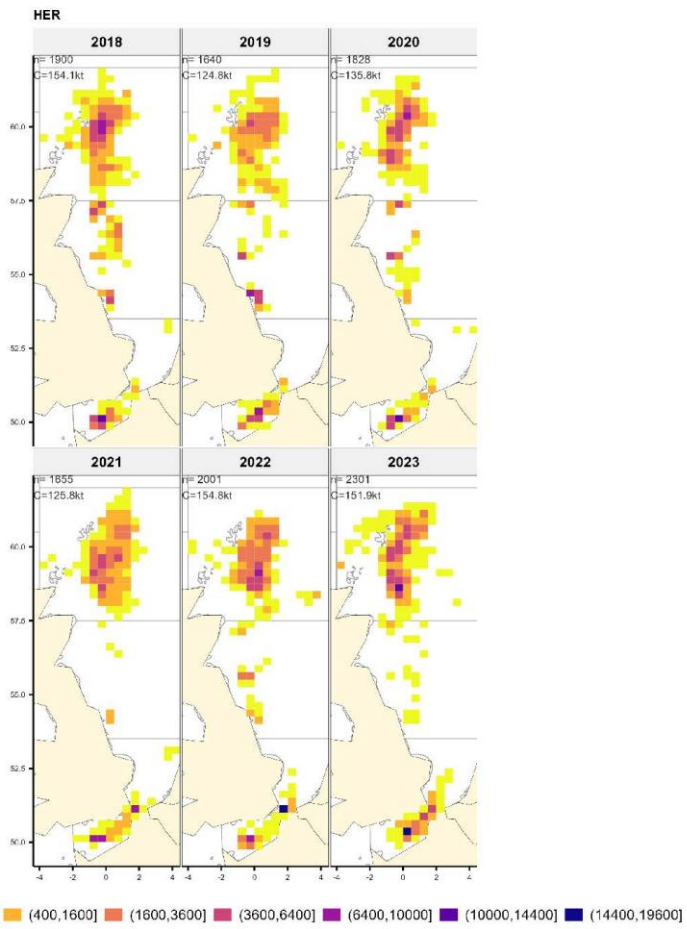 HER
2018 2019 2020
n= 1900 n= 1640 n= 1828
C=154.1kt C=124.8kt C=135.8kt
60.0
57.5
55.0
52.5
50.0
2021 2022 2023
n= 1655 n= 2001 n= 2301
C=125.8kt C=154.8kt C=151.9kt
60.0
57.5
55.0
52.5
50.0
-4 -2 0 2 4 -4 -2 0 2 4 -4 -2 0 2 4
(400,1600] (1600,3600] (3600,6400] (6400,10000] (10000,14400] (14400,19600]